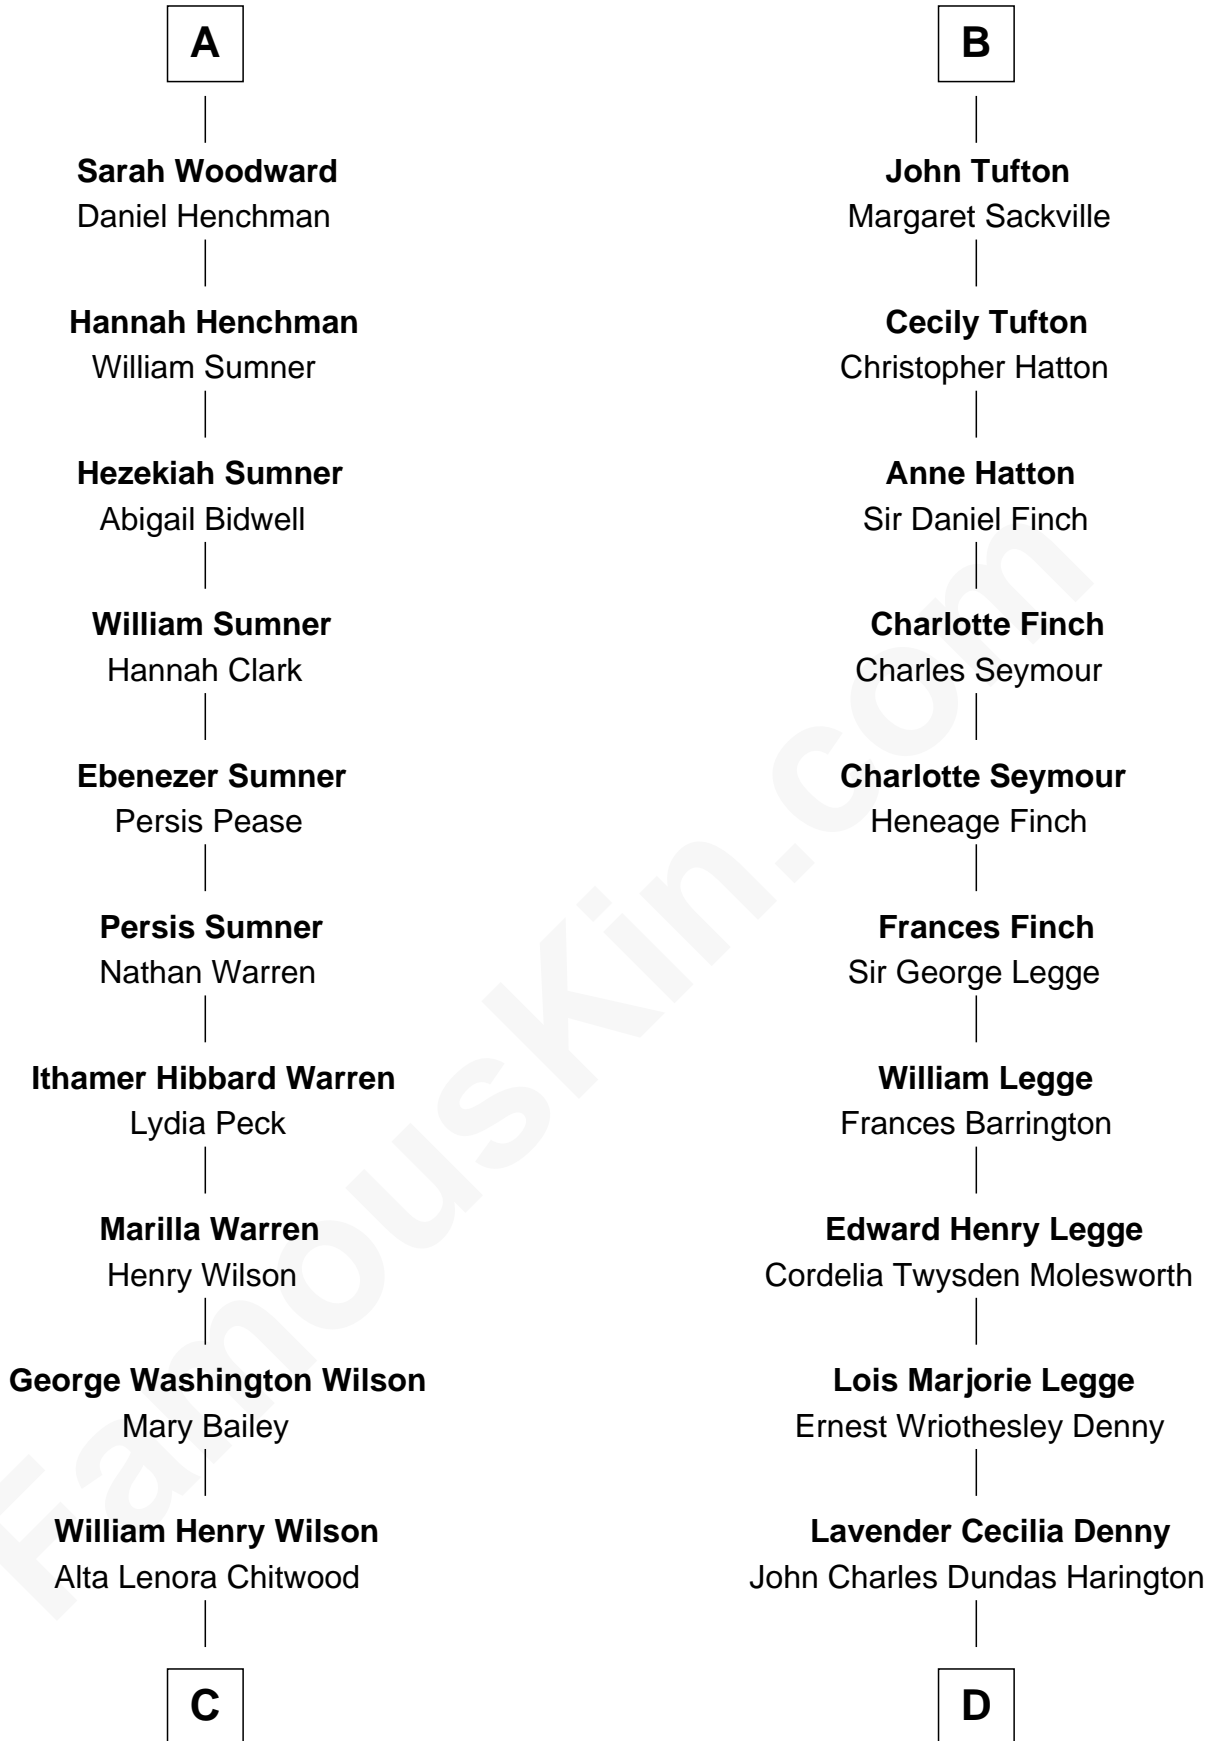 A
Sarah Woodward
Daniel Henchman
Hannah Henchman
William Sumner
Hezekiah Sumner
Abigail Bidwell
William Sumner
Hannah Clark
Ebenezer Sumner
Persis Pease
Persis Sumner
Nathan Warren
Ithamer Hibbard Warren
Lydia Peck
Marilla Warren
Henry Wilson
George Washington Wilson
Mary Bailey
William Henry Wilson
Alta Lenora Chitwood
C
B
John Tufton
Margaret Sackville
Cecily Tufton
Christopher Hatton
Anne Hatton
Sir Daniel Finch
Charlotte Finch
Charles Seymour
Charlotte Seymour
Heneage Finch
Frances Finch
Sir George Legge
William Legge
Frances Barrington
Edward Henry Legge
Cordelia Twysden Molesworth
Lois Marjorie Legge
Ernest Wriothesley Denny
Lavender Cecilia Denny
John Charles Dundas Harington
D
FamousKin.com